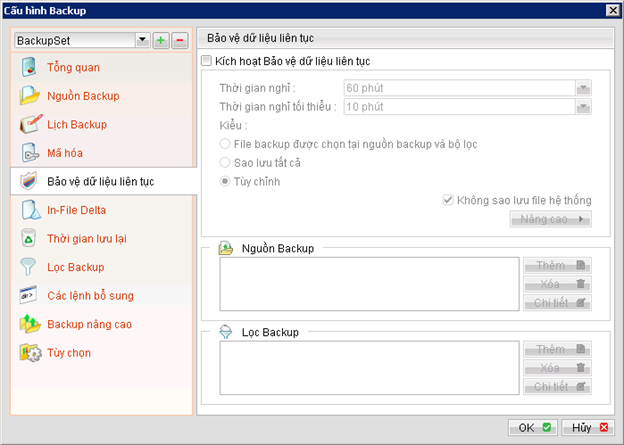 Cấu hình Backup
BackupSet
Tổng quan
Nguồn Backup
Lịch Backup
Mã hóa
Bảo vệ dữ liệu liên tục
In-File Delta
Thời gian lưu lại
Lọc Backup
Các lệnh bổ sung
Backup nâng cao
Tùy chọn
Bảo vệ dữ liệu liên tục
Kích hoạt Bảo vệ dữ liệu liên tục
Thời gian nghỉ : 60 phút
Thời gian nghỉ tối thiểu : 10 phút
Kiểu :
File backup được chọn tại nguồn backup và bộ lọc
Sao lưu tất cả
Tùy chỉnh
Không sao lưu file hệ thống
Nâng cao
Nguồn Backup
Thêm
Xóa
Chi tiết
Lọc Backup
Thêm
Xóa
Chi tiết
OK Hủy